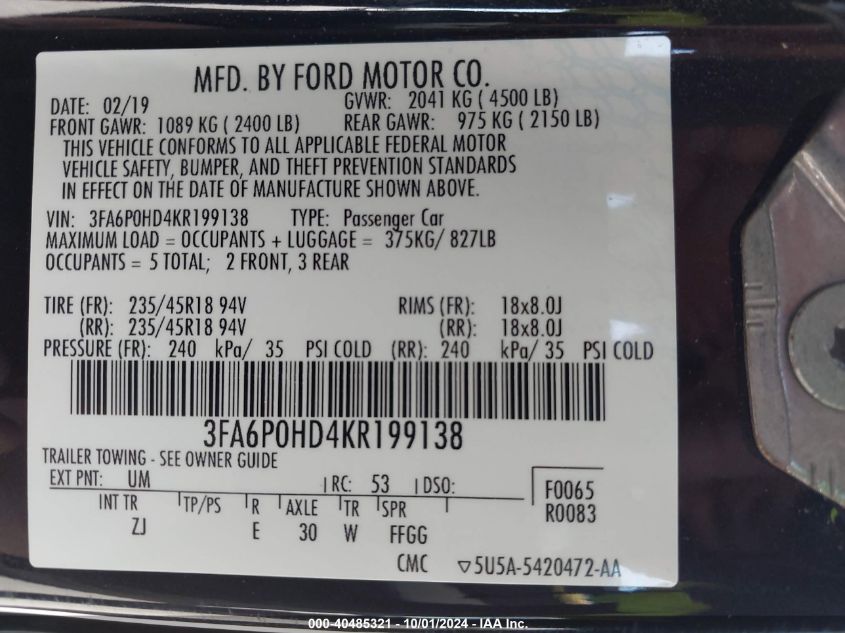 MFD. BY FORD MOTOR CO.
DATE: 02/19 GVWR: 2041 KG ( 4500 LB)
FRONT GAWR: 1089 KG ( 2400 LB) REAR GAWR: 975 KG ( 2150 LB)
THIS VEHICLE CONFORMS TO ALL APPLICABLE FEDERAL MOTOR
VEHICLE SAFETY, BUMPER, AND THEFT PREVENTION STANDARDS
IN EFFECT ON THE DATE OF MANUFACTURE SHOWN ABOVE.
VIN: 3FA6P0HD4KR199138 TYPE: Passenger Car
MAXIMUM LOAD = OCCUPANTS + LUGGAGE = 375KG/ 827LB
OCCUPANTS = 5 TOTAL; 2 FRONT, 3 REAR
TIRE (FR): 235/45R18 94V RIMS (FR): 18x8.0J
(RR): 235/45R18 94V (RR): 18x8.0J
PRESSURE (FR): 240 kPa/ 35 PSI COLD (RR): 240 kPa/ 35 PSI COLD
3FA6P0HD4KR199138
TRAILER TOWING - SEE OWNER GUIDE
EXT PNT: UM RC: 53 DSO: F0065
INT TR TP/PS R AXLE TR SPR R0083
ZJ E 30 W FFGG
CMC ▽5U5A-5420472-AA
000-40485321 - 10/01/2024 - IAA Inc.